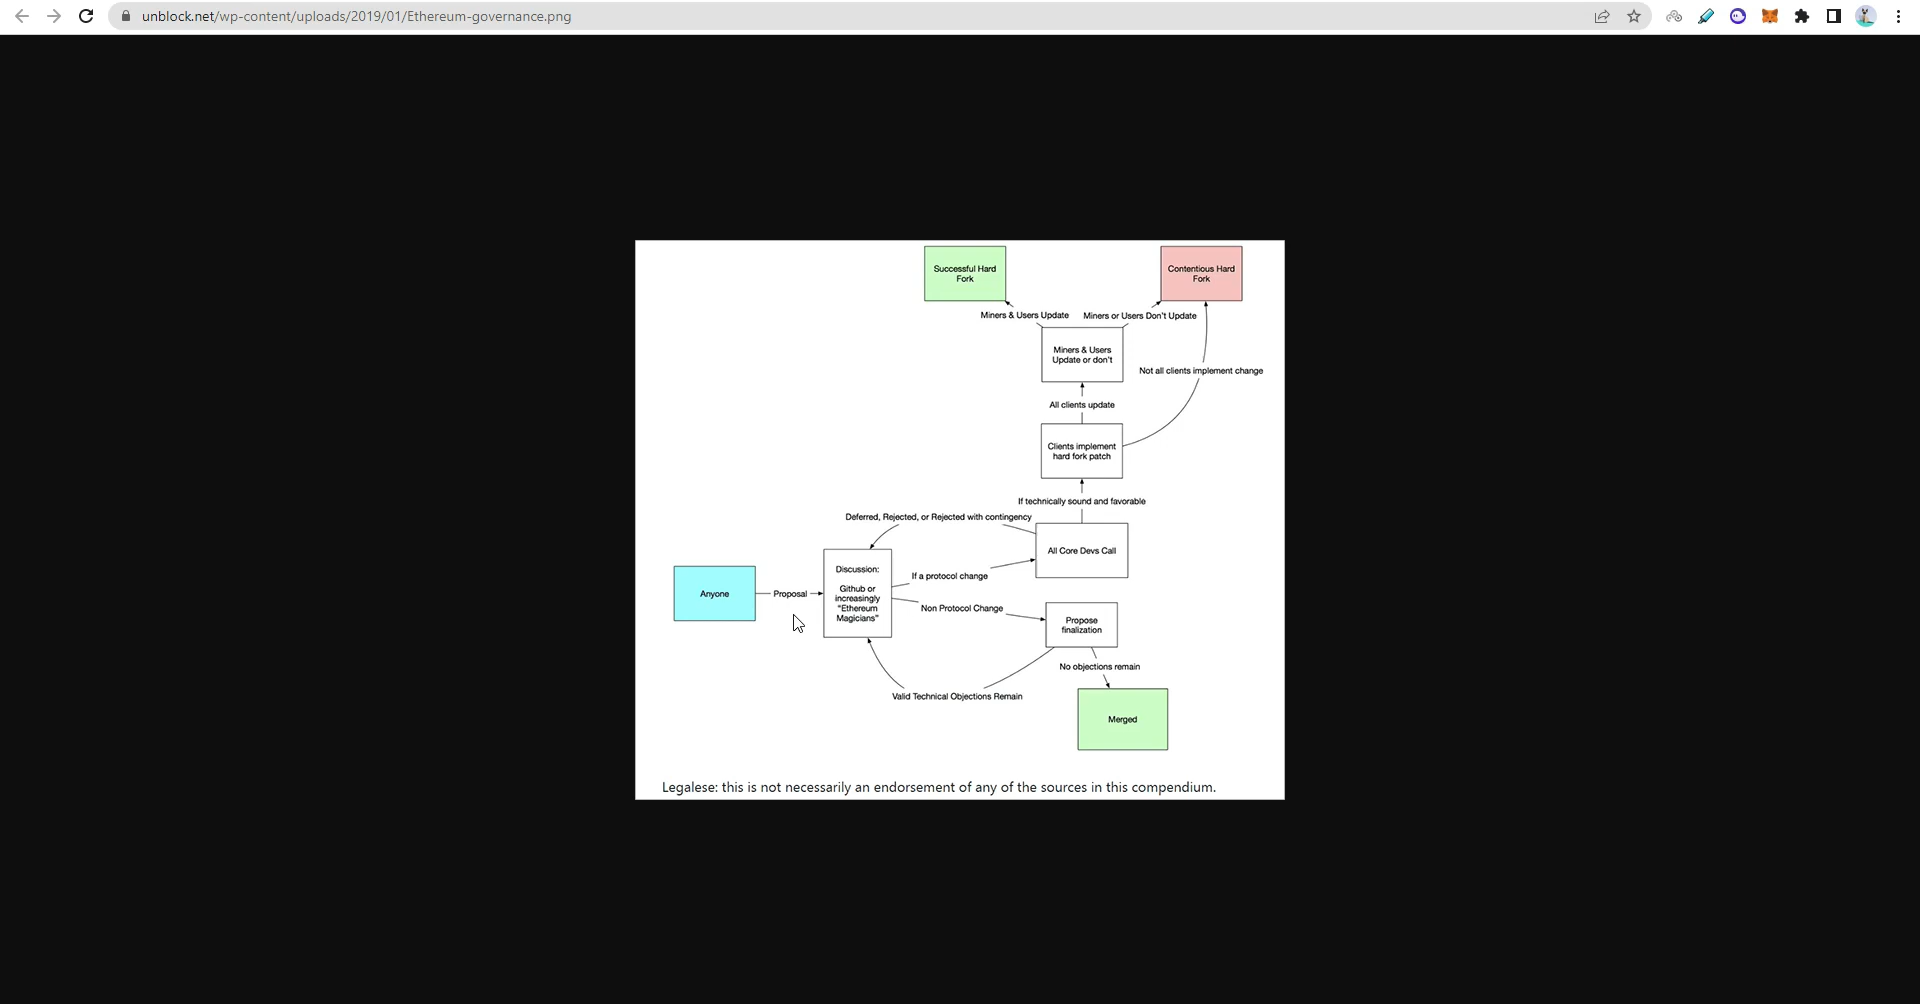 unblock.net/wp-content/uploads/2019/01/Ethereum-governance.png
Successful Hard
Fork
Contentious Hard
Fork
Miners & Users Update
Miners or Users Don't Update
Miners & Users
Update or don't
Not all clients implement change
All clients update
Clients implement
hard fork patch
If technically sound and favorable
Deferred, Rejected, or Rejected with contingency
All Core Devs Call
Discussion:
Github or
increasingly
"Ethereum
Magicians"
If a protocol change
Anyone
Proposal
Non Protocol Change
Propose
finalization
No objections remain
Valid Technical Objections Remain
Merged
Legalese: this is not necessarily an endorsement of any of the sources in this compendium.